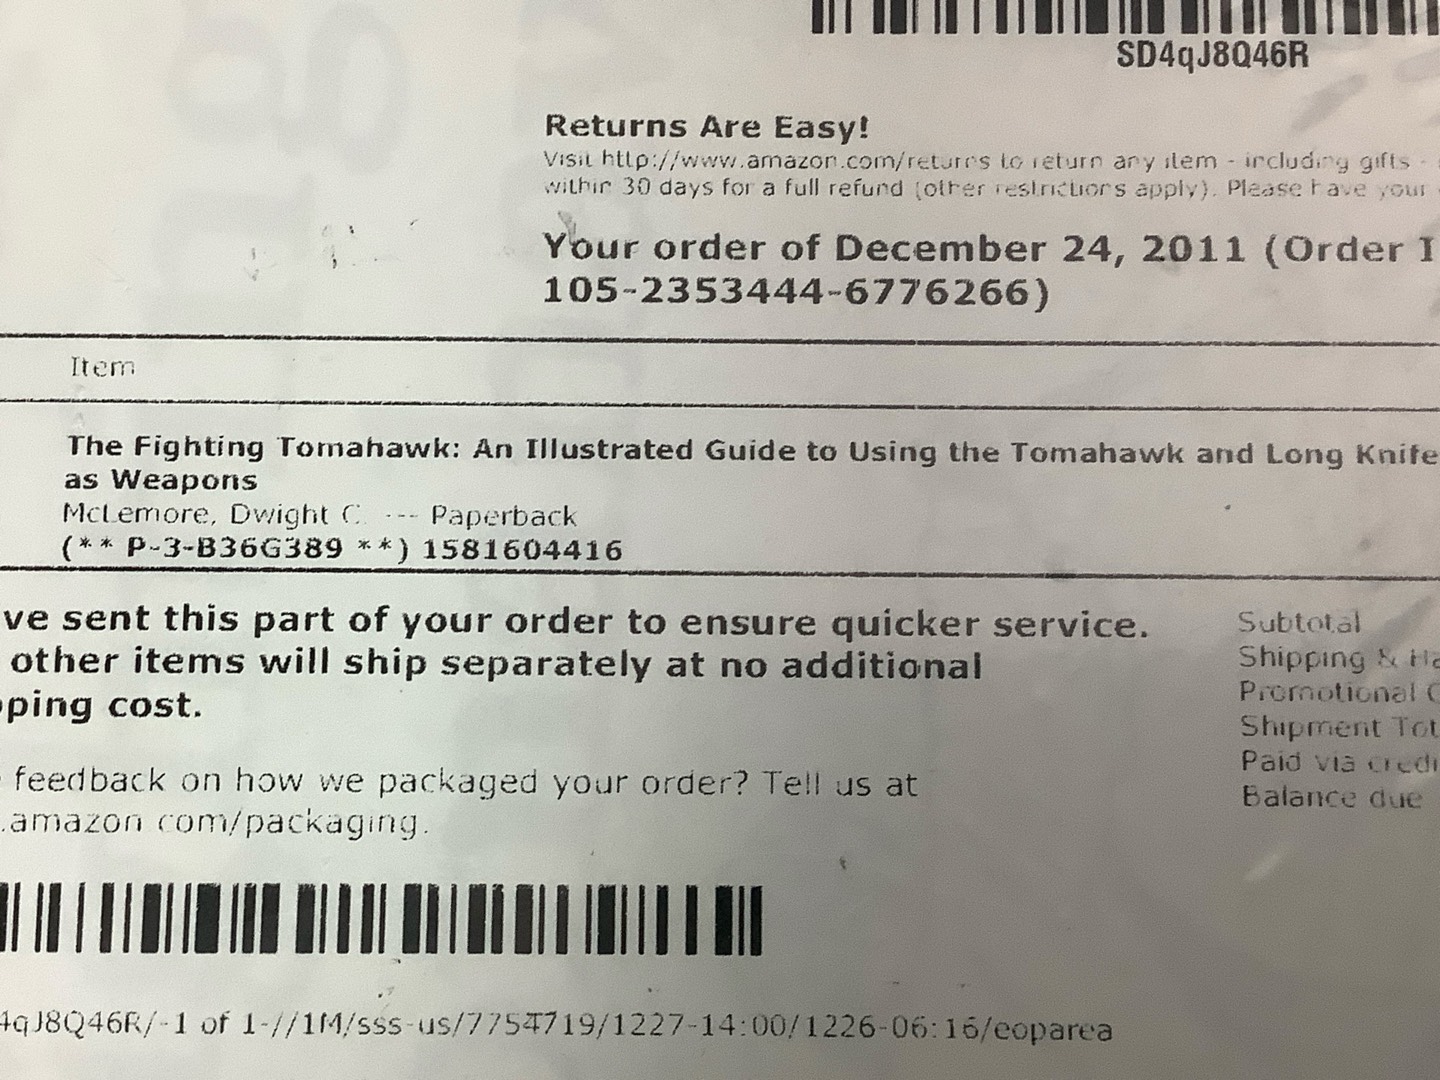 SD4qJ8Q46R
Returns Are Easy!
Visit http://www.amazon.com/returns to return any item - including gifts -
within 30 days for a full refund (other restrictions apply). Please have your
Your order of December 24, 2011 (Order I
105-2353444-6776266)
Item
The Fighting Tomahawk: An Illustrated Guide to Using the Tomahawk and Long Knife
as Weapons
McLemore, Dwight C. --- Paperback
(** P-3-B36G389 **) 1581604416
ve sent this part of your order to ensure quicker service.
other items will ship separately at no additional
pping cost.
Subtotal
Shipping & Ha
Promotional C
Shipment Tot
Paid via credi
Balance due
feedback on how we packaged your order? Tell us at
.amazon.com/packaging.
4qJ8Q46R/-1 of 1-//1M/sss-us/7754719/1227-14:00/1226-06:16/eoparea